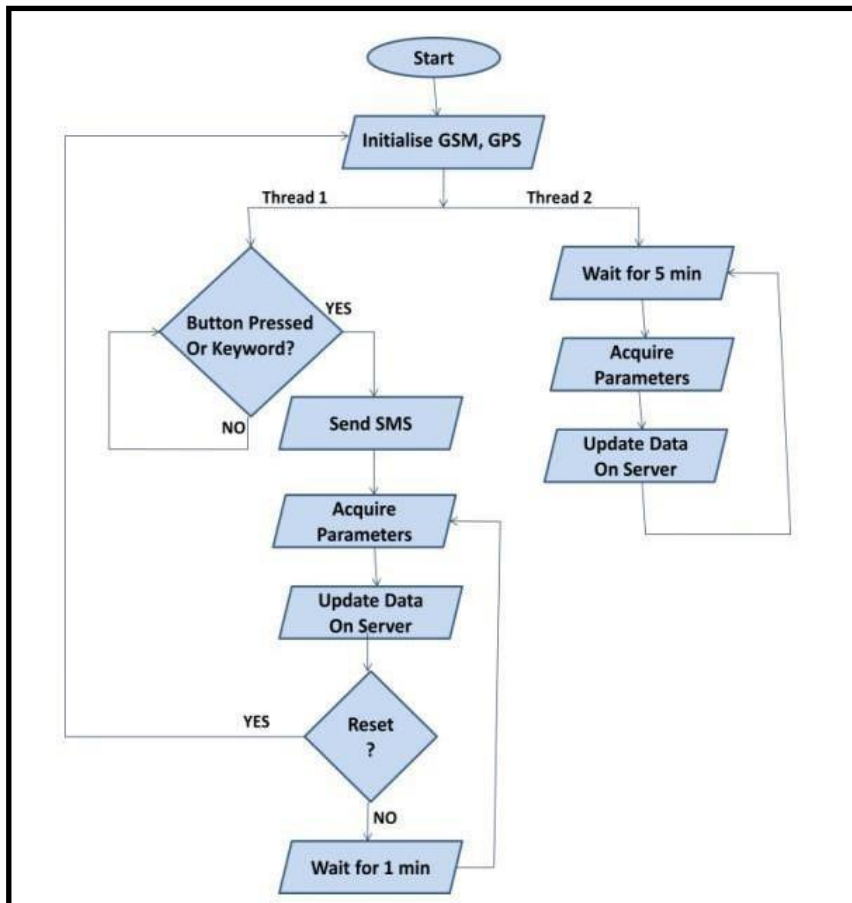 Start
Initialise GSM, GPS
Thread 1
Thread 2
Button Pressed
Or Keyword?
YES
NO
Send SMS
Acquire
Parameters
Update Data
On Server
Reset
?
YES
NO
Wait for 1 min
Wait for 5 min
Acquire
Parameters
Update Data
On Server